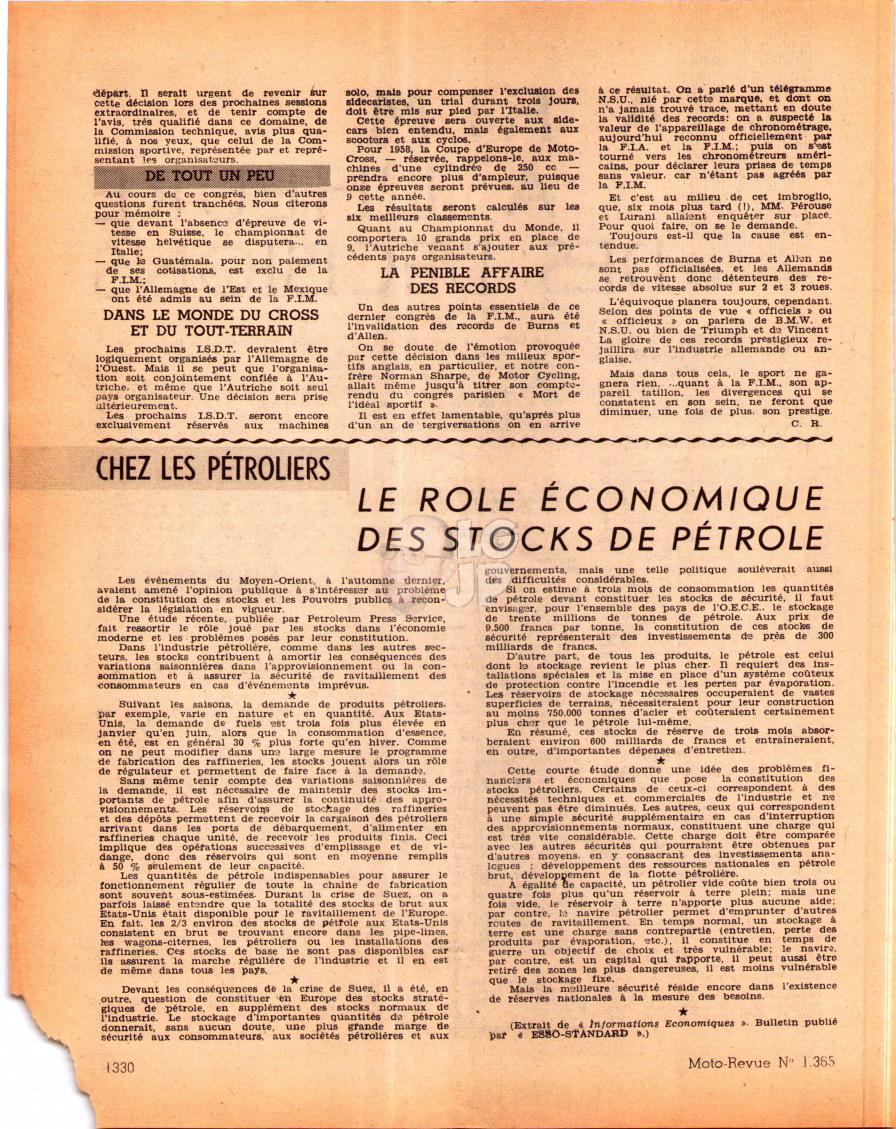 départ. Il serait urgent de revenir sur
cette décision lors des prochaines sessions
extraordinaires, et de tenir compte de
l'avis, très qualifié dans ce domaine, de
la Commission technique, avis plus qua-
lifié, à nos yeux, que celui de la Com-
mission sportive, représentée par et repré-
sentant les organisateurs.
DE TOUT UN PEU
Au cours de ce congrès, bien d'autres
questions furent tranchées. Nous citerons
pour mémoire :
— que devant l'absence d'épreuve de vi-
tesse en Suisse, le championnat de
vitesse helvétique se disputera... en
Italie;
— que le Guatémala, pour non paiement
de ses cotisations, est exclu de la
F.I.M.;
— que l'Allemagne de l'Est et le Mexique
ont été admis au sein de la F.I.M.
DANS LE MONDE DU CROSS
ET DU TOUT-TERRAIN
Les prochains I.S.D.T. devraient être
logiquement organisés par l'Allemagne de
l'Ouest. Mais il se peut que l'organisa-
tion soit conjointement confiée à l'Au-
triche, et même que l'Autriche soit seul
pays organisateur. Une décision sera prise
ultérieurement.
Les prochains I.S.D.T. seront encore
exclusivement réservés aux machines
solo, mais pour compenser l'exclusion des
sidecaristes, un trial durant trois jours,
doit être mis sur pied par l'Italie.
Cette épreuve sera ouverte aux side-
cars bien entendu, mais également aux
scooters et aux cyclos.
Pour 1958, la Coupe d'Europe de Moto-
Cross, — réservée, rappelons-le, aux ma-
chines d'une cylindrée de 250 cc —
prendra encore plus d'ampleur, puisque
onze épreuves seront prévues, au lieu de
9 cette année.
Les résultats seront calculés sur les
six meilleurs classements.
Quant au Championnat du Monde, il
comportera 10 grands prix en place de
9, l'Autriche venant s'ajouter aux pré-
cédents pays organisateurs.
LA PENIBLE AFFAIRE
DES RECORDS
Un des autres points essentiels de ce
dernier congrès de la F.I.M., aura été
l'invalidation des records de Burns et
d'Allen.
On se doute de l'émotion provoquée
par cette décision dans les milieux spor-
tifs anglais, en particulier, et notre con-
frère Norman Sharpe, de Motor Cycling,
allait même jusqu'à titrer son compte-
rendu du congrès parisien « Mort de
l'idéal sportif ».
Il est en effet lamentable, qu'après plus
d'un an de tergiversations on en arrive
à ce résultat. On a parlé d'un télégramme
N.S.U., nié par cette marque, et dont on
n'a jamais trouvé trace, mettant en doute
la validité des records: on a suspecté la
valeur de l'appareillage de chronométrage,
aujourd'hui reconnu officiellement par
la F.I.A. et la F.I.M.; puis on s'est
tourné vers les chronométreurs améri-
cains, pour déclarer leurs prises de temps
sans valeur, car n'étant pas agréés par
la F.I.M.
Et c'est au milieu de cet imbroglio,
que, six mois plus tard (!), MM. Pérouse
et Lurani allaient enquêter sur place.
Pour quoi faire, on se le demande.
Toujours est-il que la cause est en-
tendue.
Les performances de Burns et Allen ne
sont pas officialisées, et les Allemands
se retrouvent donc détenteurs des re-
cords de vitesse absolus sur 2 et 3 roues.
L'équivoque planera toujours, cependant.
Selon des points de vue « officiels » ou
« officieux » on parlera de B.M.W. et
N.S.U. ou bien de Triumph et de Vincent
La gloire de ces records prestigieux re-
jaillira sur l'industrie allemande ou an-
glaise.
Mais dans tous cela, le sport ne ga-
gnera rien, ...quant à la F.I.M., son ap-
pareil tatillon, les divergences qui se
constatent en son sein, ne feront que
diminuer, une fois de plus, son prestige.
C. R.
CHEZ LES PÉTROLIERS
LE ROLE ÉCONOMIQUE
DES STOCKS DE PÉTROLE
Les événements du Moyen-Orient, à l'automne dernier,
avaient amené l'opinion publique à s'intéresser au problème
de la constitution des stocks et les Pouvoirs publics à recon-
sidérer la législation en vigueur.
Une étude récente, publiée par Petroleum Press Service,
fait ressortir le rôle joué par les stocks dans l'économie
moderne et les problèmes posés par leur constitution.
Dans l'industrie pétrolière, comme dans les autres sec-
teurs, les stocks contribuent à amortir les conséquences des
variations saisonnières dans l'approvisionnement ou la con-
sommation et à assurer la sécurité de ravitaillement des
consommateurs en cas d'événements imprévus.
★
Suivant les saisons, la demande de produits pétroliers,
par exemple, varie en nature et en quantité. Aux Etats-
Unis, la demande de fuels est trois fois plus élevée en
janvier qu'en juin, alors que la consommation d'essence,
en été, est en général 30 % plus forte qu'en hiver. Comme
on ne peut modifier dans une large mesure le programme
de fabrication des raffineries, les stocks jouent alors un rôle
de régulateur et permettent de faire face à la demande.
Sans même tenir compte des variations saisonnières de
la demande, il est nécessaire de maintenir des stocks im-
portants de pétrole afin d'assurer la continuité des appro-
visionnements. Les réservoirs de stockage des raffineries
et des dépôts permettent de recevoir la cargaison des pétroliers
arrivant dans les ports de débarquement, d'alimenter en
raffineries chaque unité, de recevoir les produits finis. Ceci
implique des opérations successives d'emplissage et de vi-
dange, donc des réservoirs qui sont en moyenne remplis
à 50 % seulement de leur capacité.
Les quantités de pétrole indispensables pour assurer le
fonctionnement régulier de toute la chaîne de fabrication
sont souvent sous-estimées. Durant la crise de Suez, on a
parfois laissé entendre que la totalité des stocks de brut aux
Etats-Unis était disponible pour le ravitaillement de l'Europe.
En fait, les 2/3 environ des stocks de pétrole aux Etats-Unis
consistent en brut se trouvant encore dans les pipe-lines,
les wagons-citernes, les pétroliers ou les installations des
raffineries. Ces stocks de base ne sont pas disponibles car
ils assurent la marche régulière de l'industrie et il en est
de même dans tous les pays.
★
Devant les conséquences de la crise de Suez, il a été, en
outre, question de constituer en Europe des stocks straté-
giques de pétrole, en supplément des stocks normaux de
l'industrie. Le stockage d'importantes quantités de pétrole
donnerait, sans aucun doute, une plus grande marge de
sécurité aux consommateurs, aux sociétés pétrolières et aux
gouvernements, mais une telle politique soulèverait aussi
des difficultés considérables.
Si on estime à trois mois de consommation les quantités
de pétrole devant constituer les stocks de sécurité, il faut
envisager, pour l'ensemble des pays de l'O.E.C.E., le stockage
de trente millions de tonnes de pétrole. Aux prix de
9.500 francs par tonne, la constitution de ces stocks de
sécurité représenterait des investissements de près de 300
milliards de francs.
D'autre part, de tous les produits, le pétrole est celui
dont le stockage revient le plus cher. Il requiert des ins-
tallations spéciales et la mise en place d'un système coûteux
de protection contre l'incendie et les pertes par évaporation.
Les réservoirs de stockage nécessaires occuperaient de vastes
superficies de terrains, nécessiteraient pour leur construction
au moins 750.000 tonnes d'acier et coûteraient certainement
plus cher que le pétrole lui-même.
En résumé, ces stocks de réserve de trois mois absor-
beraient environ 600 milliards de francs et entraîneraient,
en outre, d'importantes dépenses d'entretien.
★
Cette courte étude donne une idée des problèmes fi-
nanciers et économiques que pose la constitution des
stocks pétroliers. Certains de ceux-ci correspondent à des
nécessités techniques et commerciales de l'industrie et ne
peuvent pas être diminués. Les autres, ceux qui correspondent
à une simple sécurité supplémentaire en cas d'interruption
des approvisionnements normaux, constituent une charge qui
est très vite considérable. Cette charge doit être comparée
avec les autres sécurités qui pourraient être obtenues par
d'autres moyens, en y consacrant des investissements ana-
logues : développement des ressources nationales en pétrole
brut, développement de la flotte pétrolière.
A égalité de capacité, un pétrolier vide coûte bien trois ou
quatre fois plus qu'un réservoir à terre plein; mais une
fois vide, le réservoir à terre n'apporte plus aucune aide;
par contre, le navire pétrolier permet d'emprunter d'autres
routes de ravitaillement. En temps normal, un stockage à
terre est une charge sans contrepartie (entretien, perte des
produits par évaporation, etc.), il constitue en temps de
guerre un objectif de choix et très vulnérable; le navire,
par contre, est un capital qui rapporte, il peut aussi être
retiré des zones les plus dangereuses, il est moins vulnérable
que le stockage fixe.
Mais la meilleure sécurité réside encore dans l'existence
de réserves nationales à la mesure des besoins.
★
(Extrait de « Informations Economiques ». Bulletin publié
par « ESSO-STANDARD ».)
1330
Moto-Revue N° 1.365